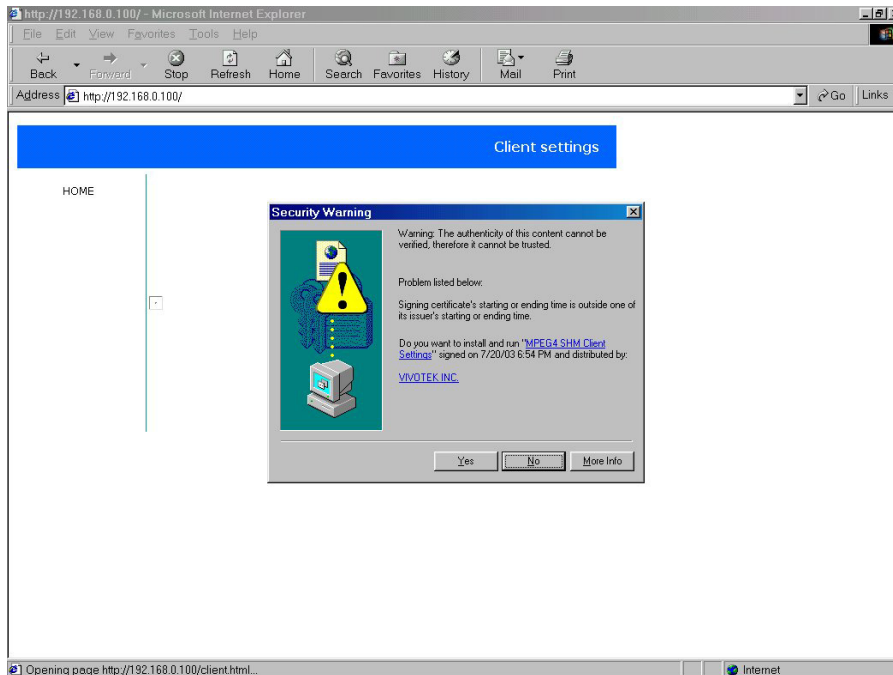 http://192.168.0.100/ - Microsoft Internet Explorer
File Edit View Favorites Tools Help
Back Forward Stop Refresh Home Search Favorites History Mail Print
Address http://192.168.0.100/ Go Links
Client settings
HOME
Security Warning
Warning: The authenticity of this content cannot be
verified, therefore it cannot be trusted.
Problem listed below:
Signing certificate's starting or ending time is outside one of
its issuer's starting or ending time.
Do you want to install and run "MPEG4 SHM Client
Settings" signed on 7/20/03 6:54 PM and distributed by:
VIVOTEK INC.
Yes No More Info
Opening page http://192.168.0.100/client.html... Internet